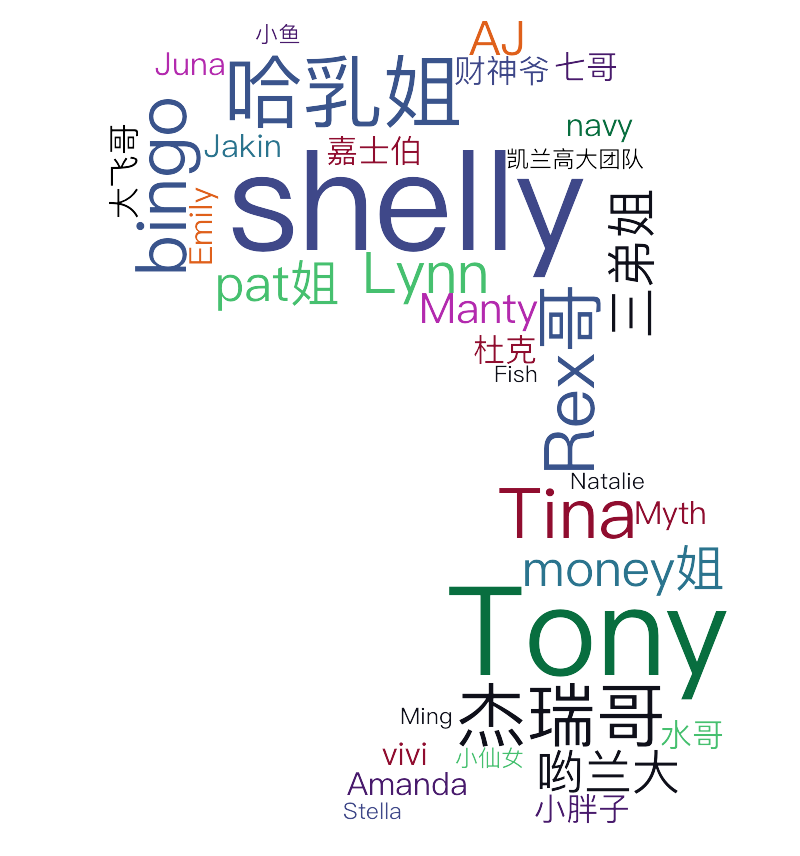 小鱼
AJ
Juna
哈乳姐
财神爷
七哥
大飞哥
bingo
Jakin
嘉士伯
navy
凯兰高大团队
Emily
shelly
三弟姐
pat姐
Lynn
Manty
Rex哥
杜克
Fish
Natalie
Tina
Myth
money姐
Tony
Ming
杰瑞哥
水哥
vivi
小仙女
哟兰大
Amanda
小胖子
Stella